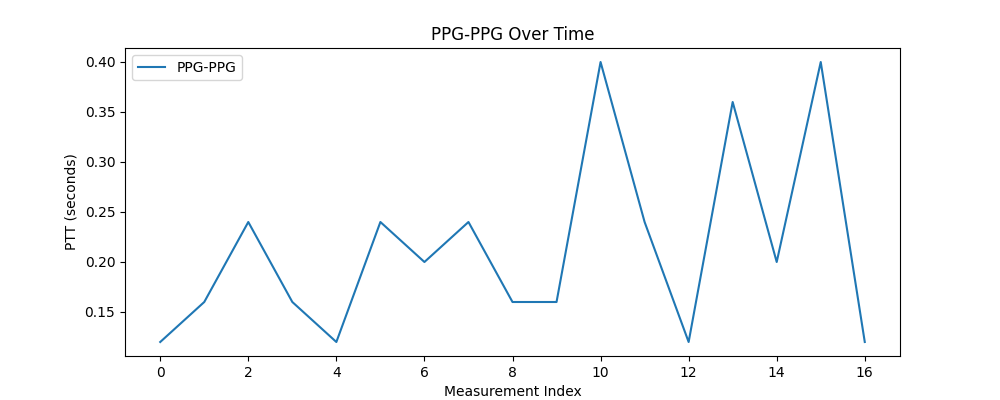 PPG-PPG Over Time
PPG-PPG
PTT (seconds)
0.40
0.35
0.30
0.25
0.20
0.15
0 2 4 6 8 10 12 14 16
Measurement Index